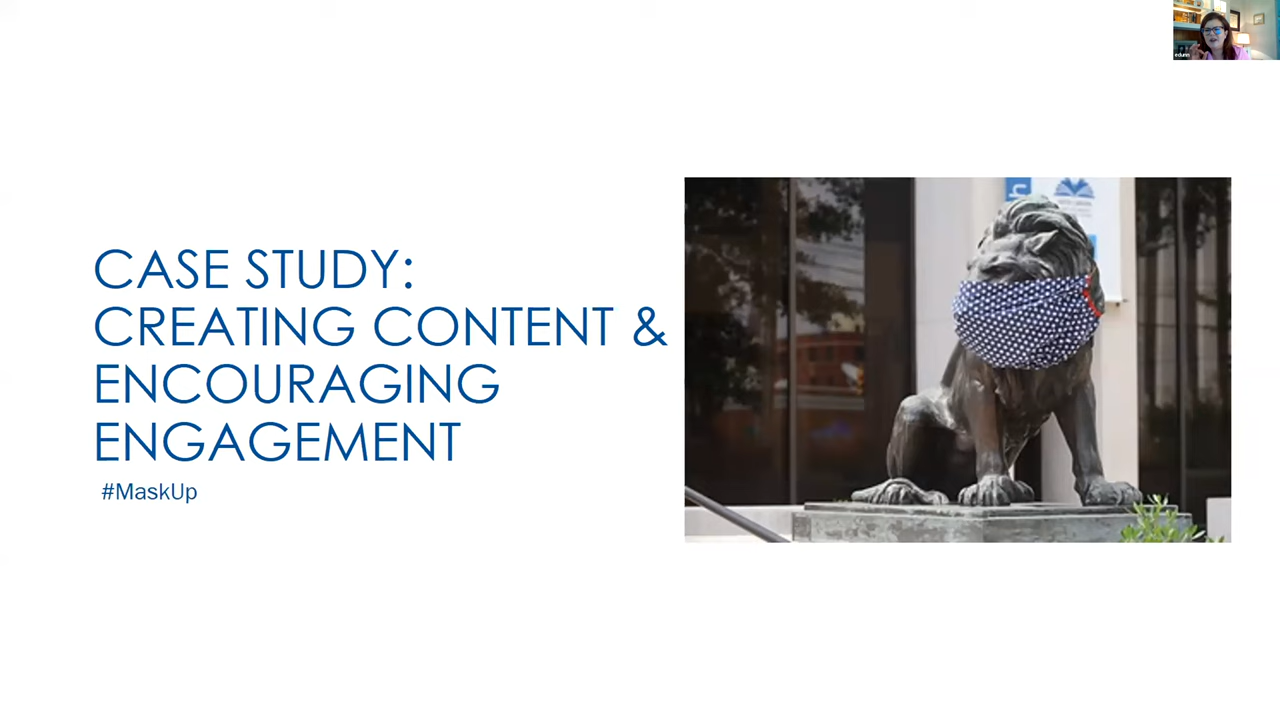 CASE STUDY:
CREATING CONTENT &
ENCOURAGING
ENGAGEMENT
#MaskUp